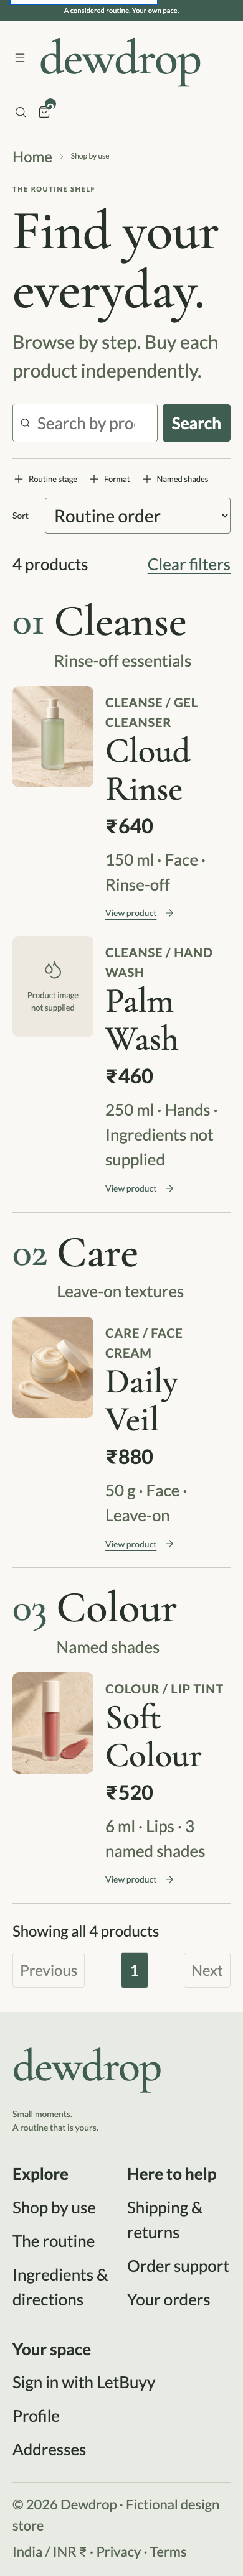 A considered routine. Your own pace.
dewdrop
Home
Shop by use
THE ROUTINE SHELF
Find your
everyday.
Browse by step. Buy each
product independently.
Search
Routine stage
Format
Named shades
Sort
Routine order
4 products
Clear filters
01 Cleanse
Rinse-off essentials
CLEANSE / GEL
CLEANSER
Cloud
Rinse
₹640
150 ml · Face ·
Rinse-off
View product
Product image
not supplied
CLEANSE / HAND
WASH
Palm
Wash
₹460
250 ml · Hands ·
Ingredients not
supplied
View product
02 Care
Leave-on textures
CARE / FACE
CREAM
Daily
Veil
₹880
50 g · Face ·
Leave-on
View product
03 Colour
Named shades
COLOUR / LIP TINT
Soft
Colour
₹520
6 ml · Lips · 3
named shades
View product
Showing all 4 products
Previous
1
Next
dewdrop
Small moments.
A routine that is yours.
Explore
Shop by use
The routine
Ingredients &
directions
Here to help
Shipping &
returns
Order support
Your orders
Your space
Sign in with LetBuyy
Profile
Addresses
© 2026 Dewdrop · Fictional design
store
India / INR ₹ · Privacy · Terms